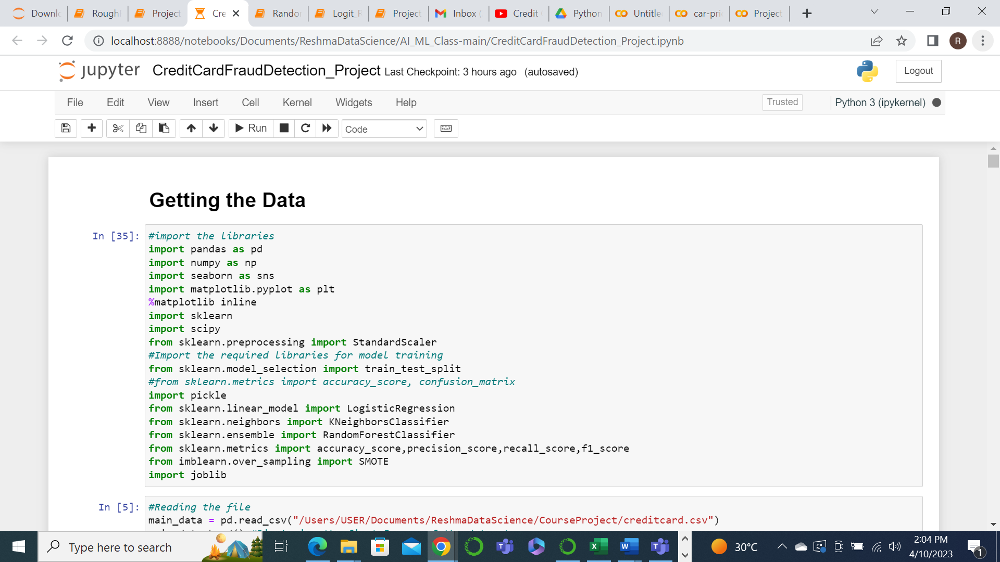 Downl
Rough
Project
Cre
Rando
Logit_R
Project
Inbox (
Credit
Python
Untitle
car-pri
Project
localhost:8888/notebooks/Documents/ReshmaDataScience/AI_ML_Class-main/CreditCardFraudDetection_Project.ipynb
R
jupyter CreditCardFraudDetection_Project Last Checkpoint: 3 hours ago (autosaved)
Logout
File Edit View Insert Cell Kernel Widgets Help
Trusted
Python 3 (ipykernel)
Run
Code
Getting the Data
In [35]:
#import the libraries
import pandas as pd
import numpy as np
import seaborn as sns
import matplotlib.pyplot as plt
%matplotlib inline
import sklearn
import scipy
from sklearn.preprocessing import StandardScaler
#Import the required libraries for model training
from sklearn.model_selection import train_test_split
#from sklearn.metrics import accuracy_score, confusion_matrix
import pickle
from sklearn.linear_model import LogisticRegression
from sklearn.neighbors import KNeighborsClassifier
from sklearn.ensemble import RandomForestClassifier
from sklearn.metrics import accuracy_score,precision_score,recall_score,f1_score
from imblearn.over_sampling import SMOTE
import joblib
In [5]:
#Reading the file
main_data = pd.read_csv("/Users/USER/Documents/ReshmaDataScience/CourseProject/creditcard.csv")
Type here to search
30°C
2:04 PM
4/10/2023
1